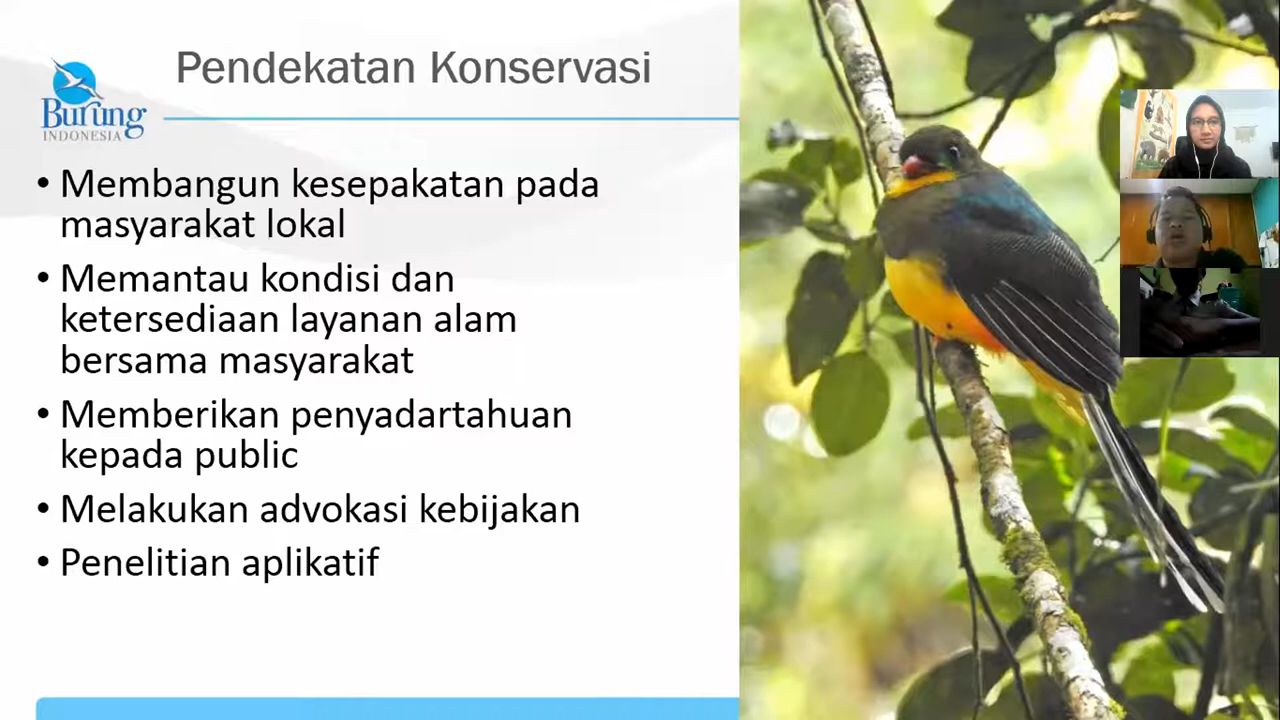 Pendekatan Konservasi
Burung
INDONESIA
• Membangun kesepakatan pada
masyarakat lokal
• Memantau kondisi dan
ketersediaan layanan alam
bersama masyarakat
• Memberikan penyadartahuan
kepada public
• Melakukan advokasi kebijakan
• Penelitian aplikatif